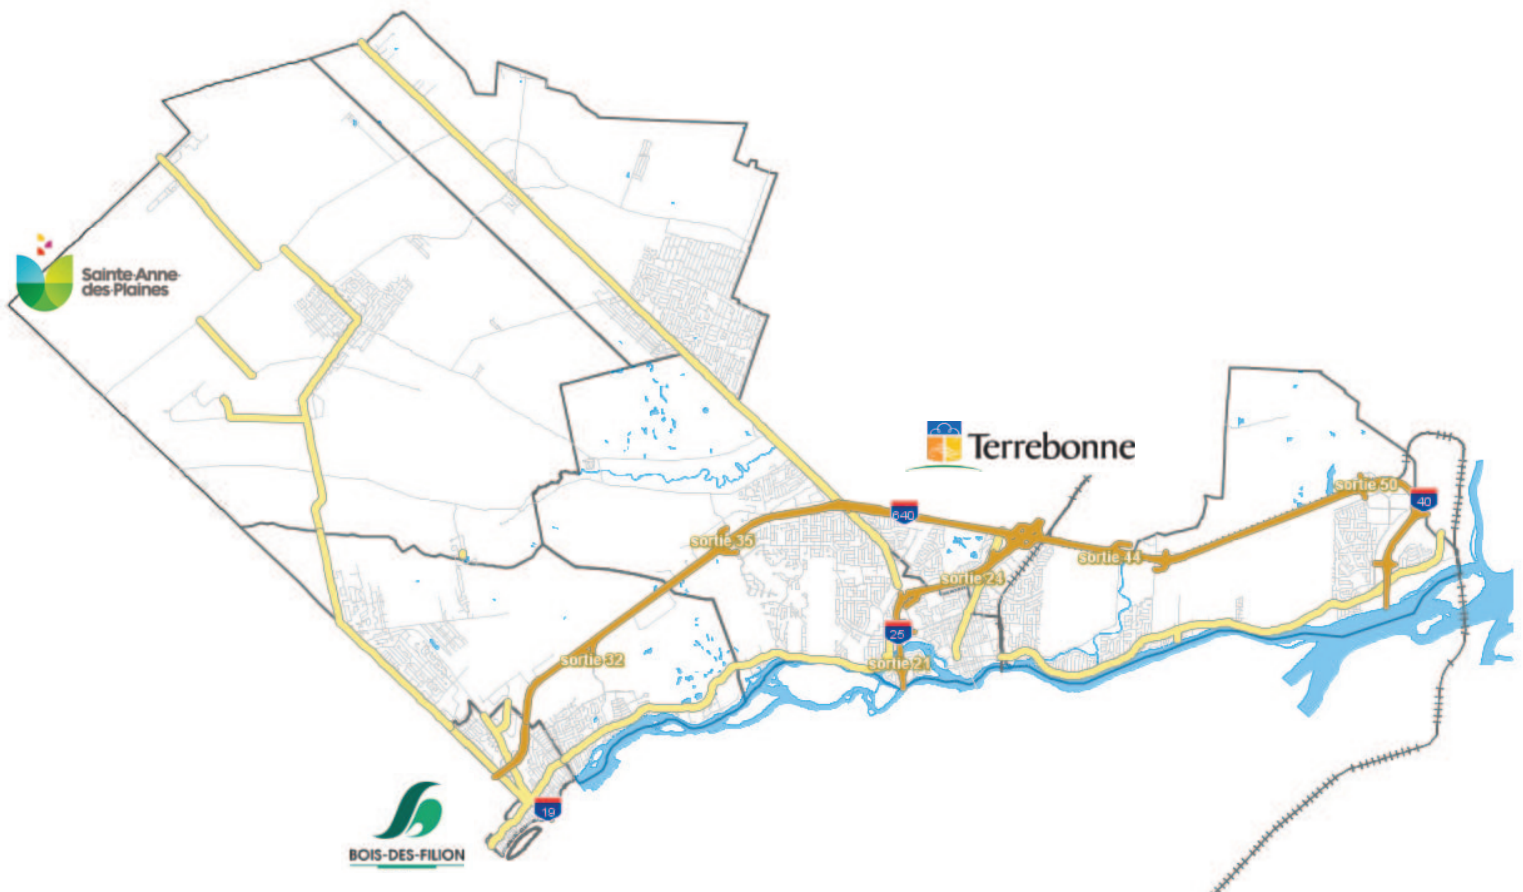 Sainte-Anne-
des-Plaines
Terrebonne
sortie 50
40
640
sortie 35
sortie 44
sortie 24
25
sortie 32
sortie 21
19
BOIS-DES-FILION